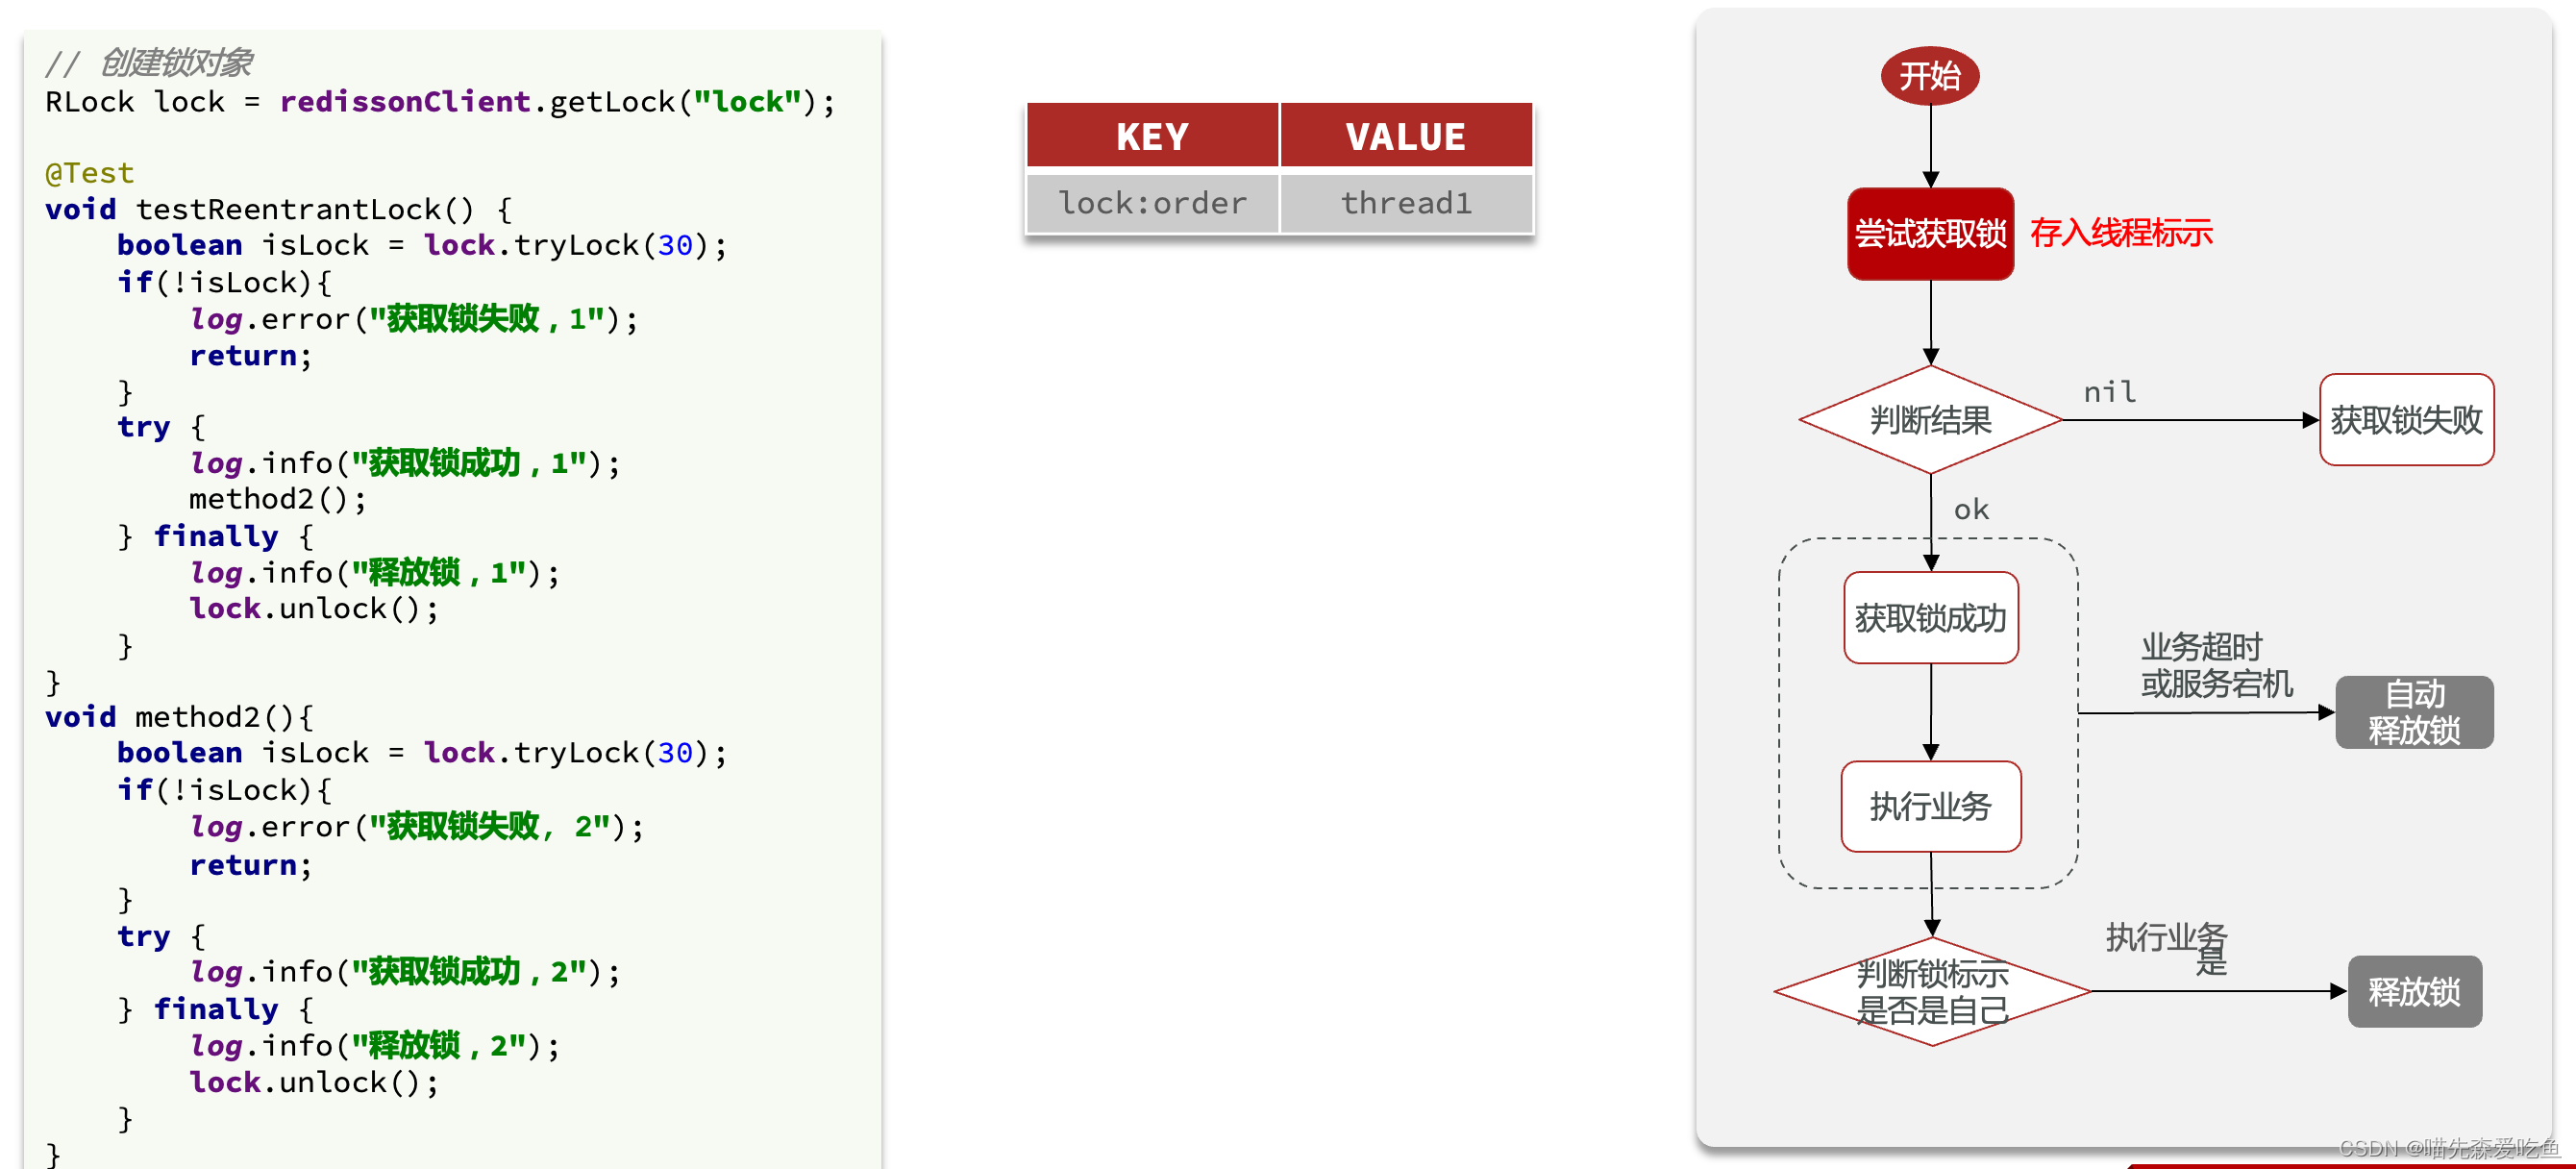 // 创建锁对象
RLock lock = redissonClient.getLock("lock");
@Test
void testReentrantLock() {
    boolean isLock = lock.tryLock(30);
    if(!isLock){
        log.error("获取锁失败，1");
        return;
    }
    try {
        log.info("获取锁成功，1");
        method2();
    } finally {
        log.info("释放锁，1");
        lock.unlock();
    }
}
void method2(){
    boolean isLock = lock.tryLock(30);
    if(!isLock){
        log.error("获取锁失败, 2");
        return;
    }
    try {
        log.info("获取锁成功，2");
    } finally {
        log.info("释放锁，2");
        lock.unlock();
    }
}
KEY VALUE
lock:order thread1
开始
尝试获取锁 存入线程标示
判断结果 nil 获取锁失败
ok
获取锁成功
业务超时
或服务宕机
自动
释放锁
执行业务
执行业务
是
判断锁标示
是否是自己
释放锁
CSDN @喵先森爱吃鱼